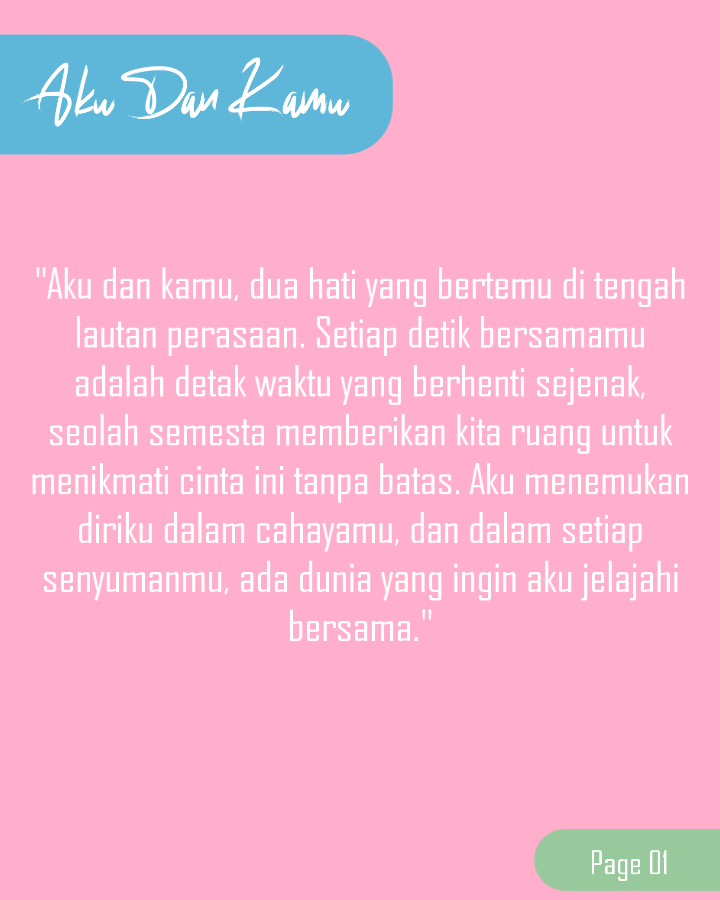 Aku Dan Kamu
"Aku dan kamu, dua hati yang bertemu di tengah
lautan perasaan. Setiap detik bersamamu
adalah detak waktu yang berhenti sejenak,
seolah semesta memberikan kita ruang untuk
menikmati cinta ini tanpa batas. Aku menemukan
diriku dalam cahayamu, dan dalam setiap
senyumanmu, ada dunia yang ingin aku jelajahi
bersama."
Page 01